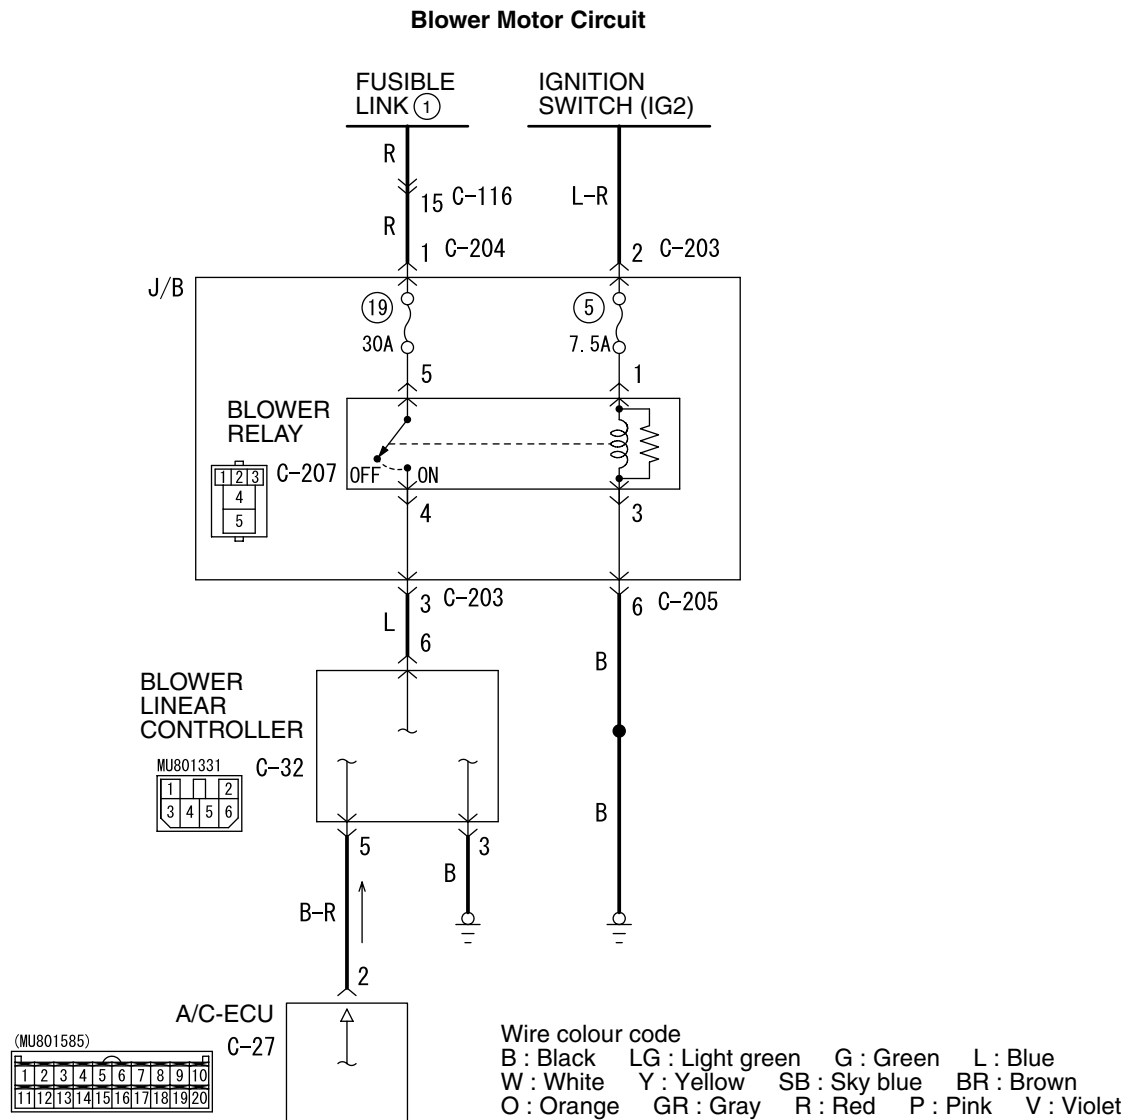 Blower Motor Circuit
FUSIBLE
LINK 1
IGNITION
SWITCH (IG2)
R
15 C-116
L-R
R
1 C-204
2 C-203
J/B
19
5
30A
7.5A
5
1
BLOWER
RELAY
C-207
OFF
ON
1 2 3
4
5
4
3
3 C-203
6 C-205
L
6
B
BLOWER
LINEAR
CONTROLLER
MU801331
C-32
1 2
3 4 5 6
B
5
3
B
B-R
2
A/C-ECU
C-27
(MU801585)
1 2 3 4 5 6 7 8 9 10
11 12 13 14 15 16 17 18 19 20
Wire colour code
B : Black LG : Light green G : Green L : Blue
W : White Y : Yellow SB : Sky blue BR : Brown
O : Orange GR : Gray R : Red P : Pink V : Violet